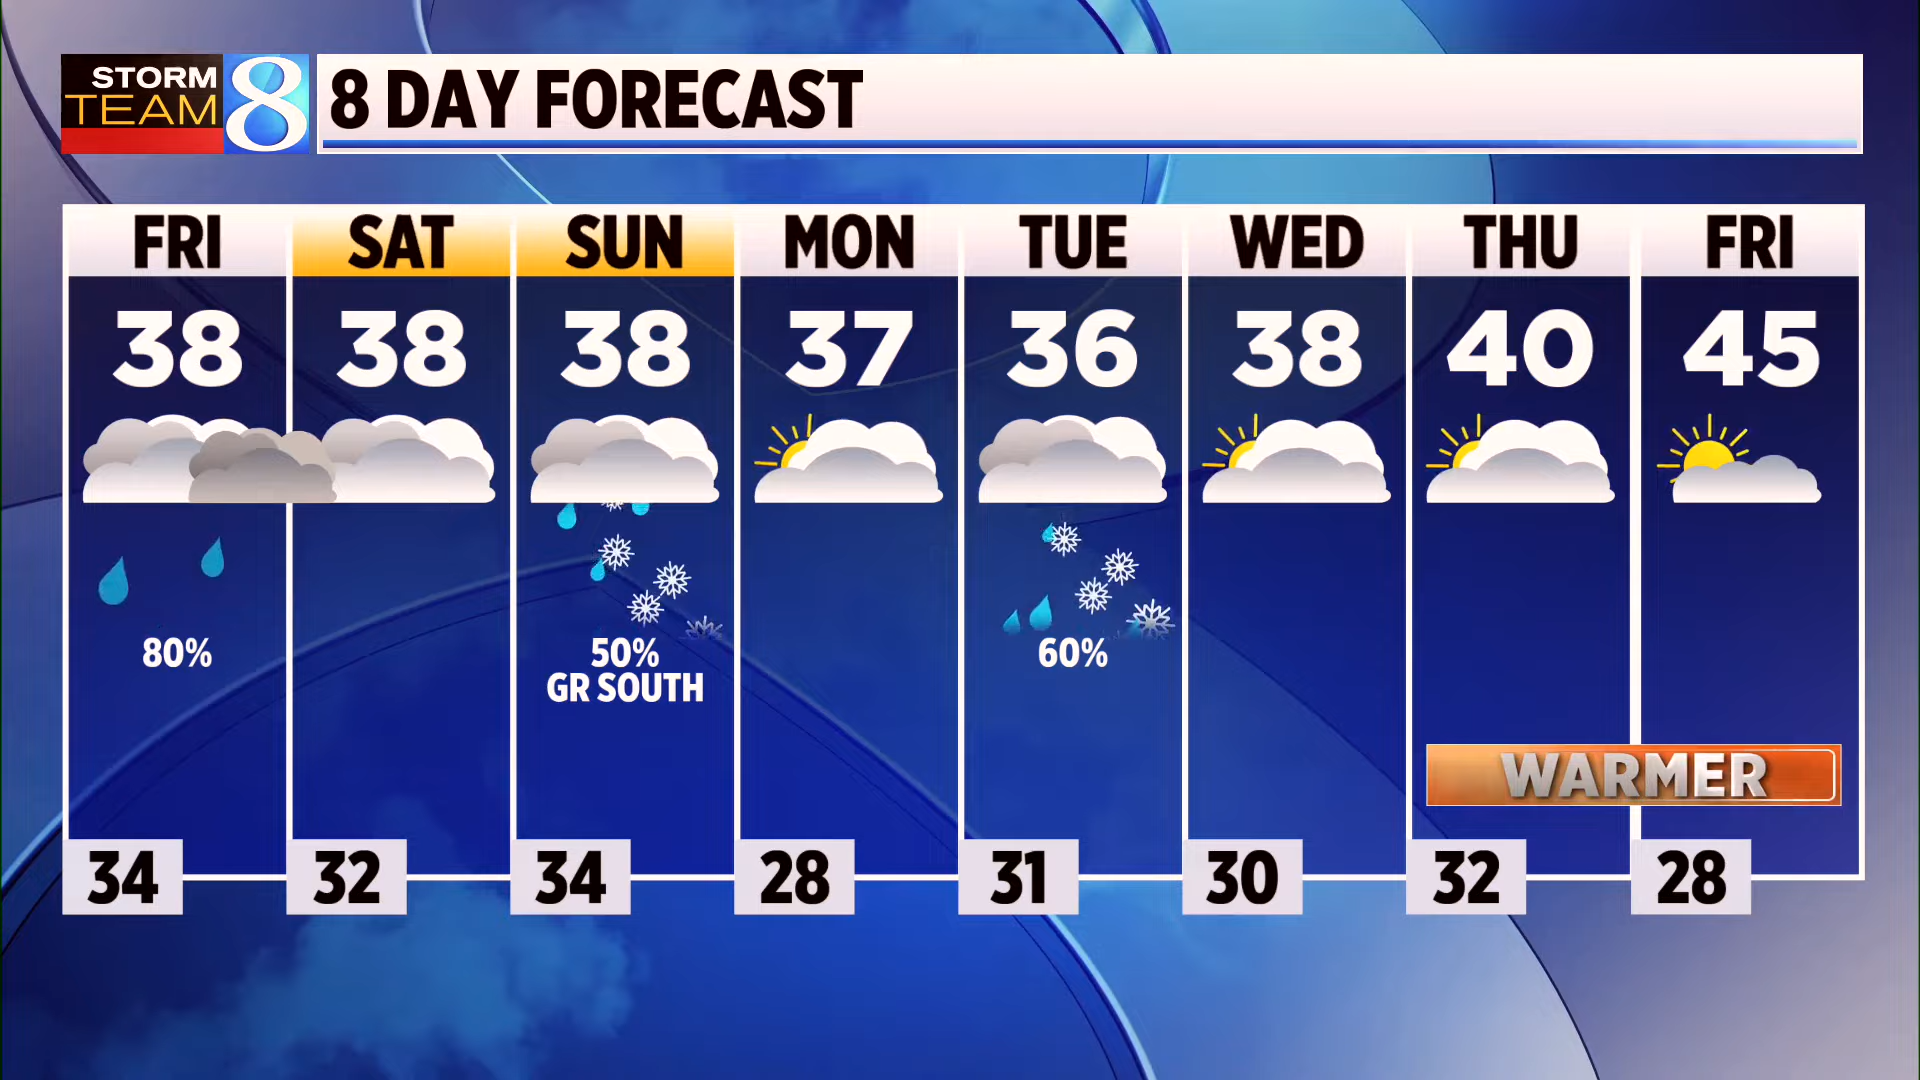 STORM
TEAM 8
8 DAY FORECAST
FRI SAT SUN MON TUE WED THU FRI
38 38 38 37 36 38 40 45
80% 50% 60%
GR SOUTH
WARMER
34 32 34 28 31 30 32 28